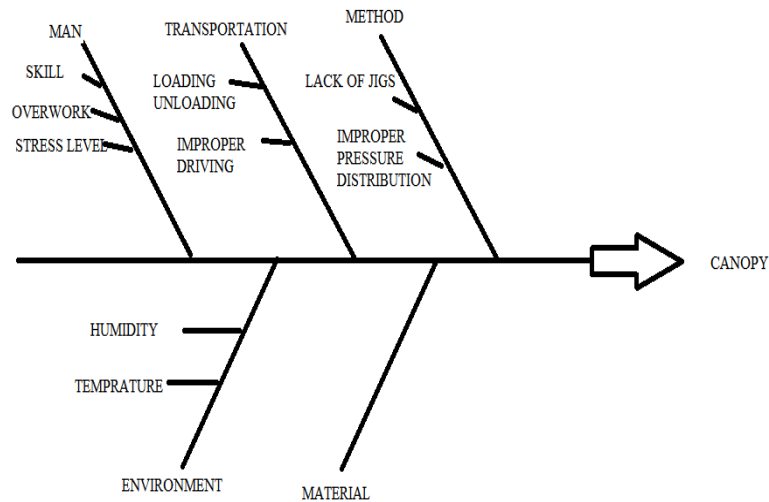 MAN
SKILL
OVERWORK
STRESS LEVEL
TRANSPORTATION
LOADING
UNLOADING
IMPROPER
DRIVING
METHOD
LACK OF JIGS
IMPROPER
PRESSURE
DISTRIBUTION
CANOPY
HUMIDITY
TEMPRATURE
ENVIRONMENT
MATERIAL